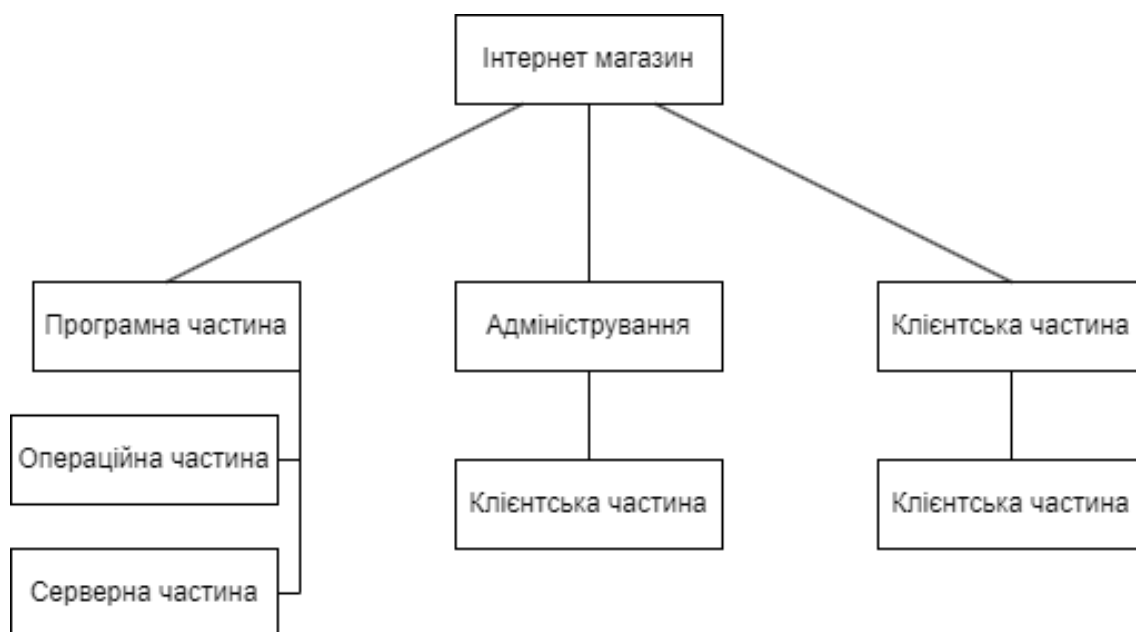 Інтернет магазин
Програмна частина
Адміністрування
Клієнтська частина
Операційна частина
Клієнтська частина
Клієнтська частина
Серверна частина